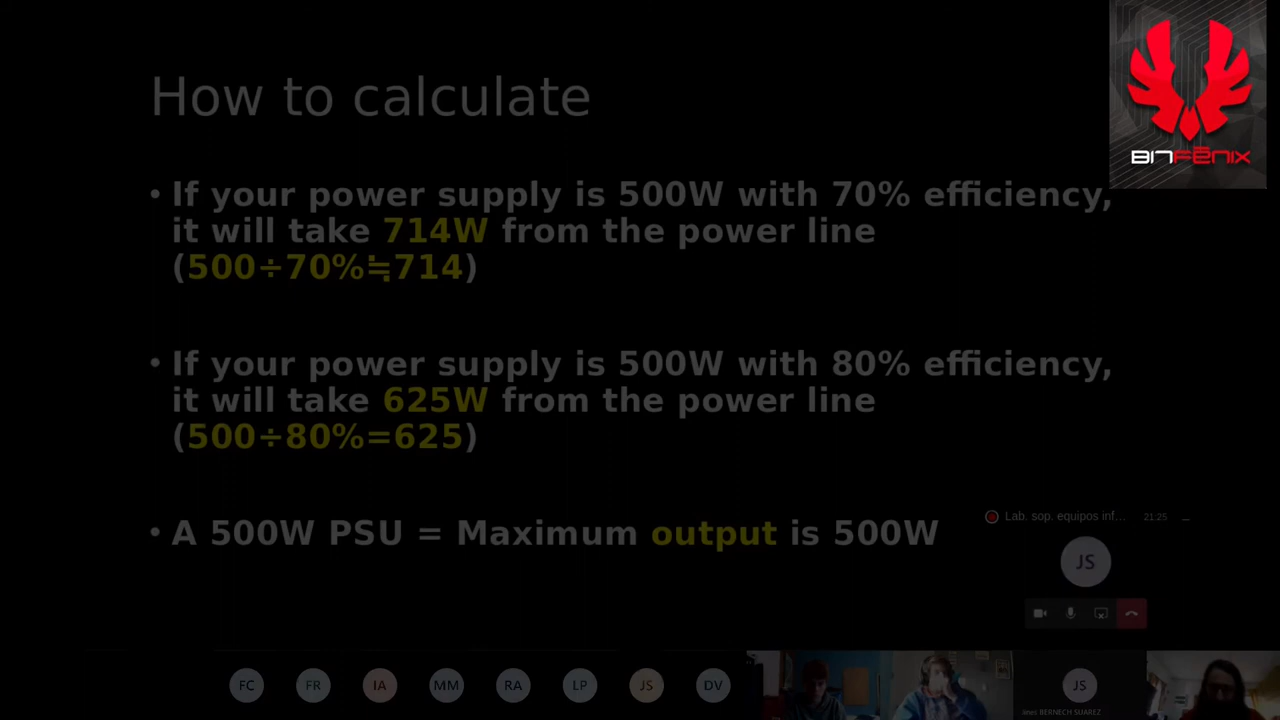 How to calculate
BITFENIX
• If your power supply is 500W with 70% efficiency,
it will take 714W from the power line
(500÷70%≒714)
• If your power supply is 500W with 80% efficiency,
it will take 625W from the power line
(500÷80%=625)
• A 500W PSU = Maximum output is 500W
Lab. sop. equipos inf... 21:25
JS
FC FR IA MM RA LP JS DV JS
BERNECH SUAREZ